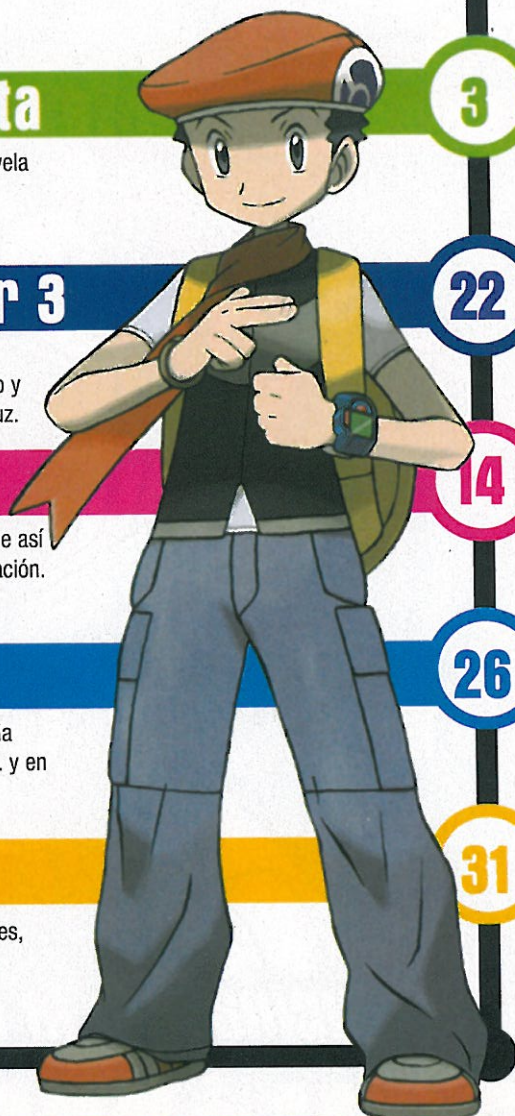 ta
3
vela
r 3
22
o y
uz.
14
e así
ación.
26
a
. y en
31
es,